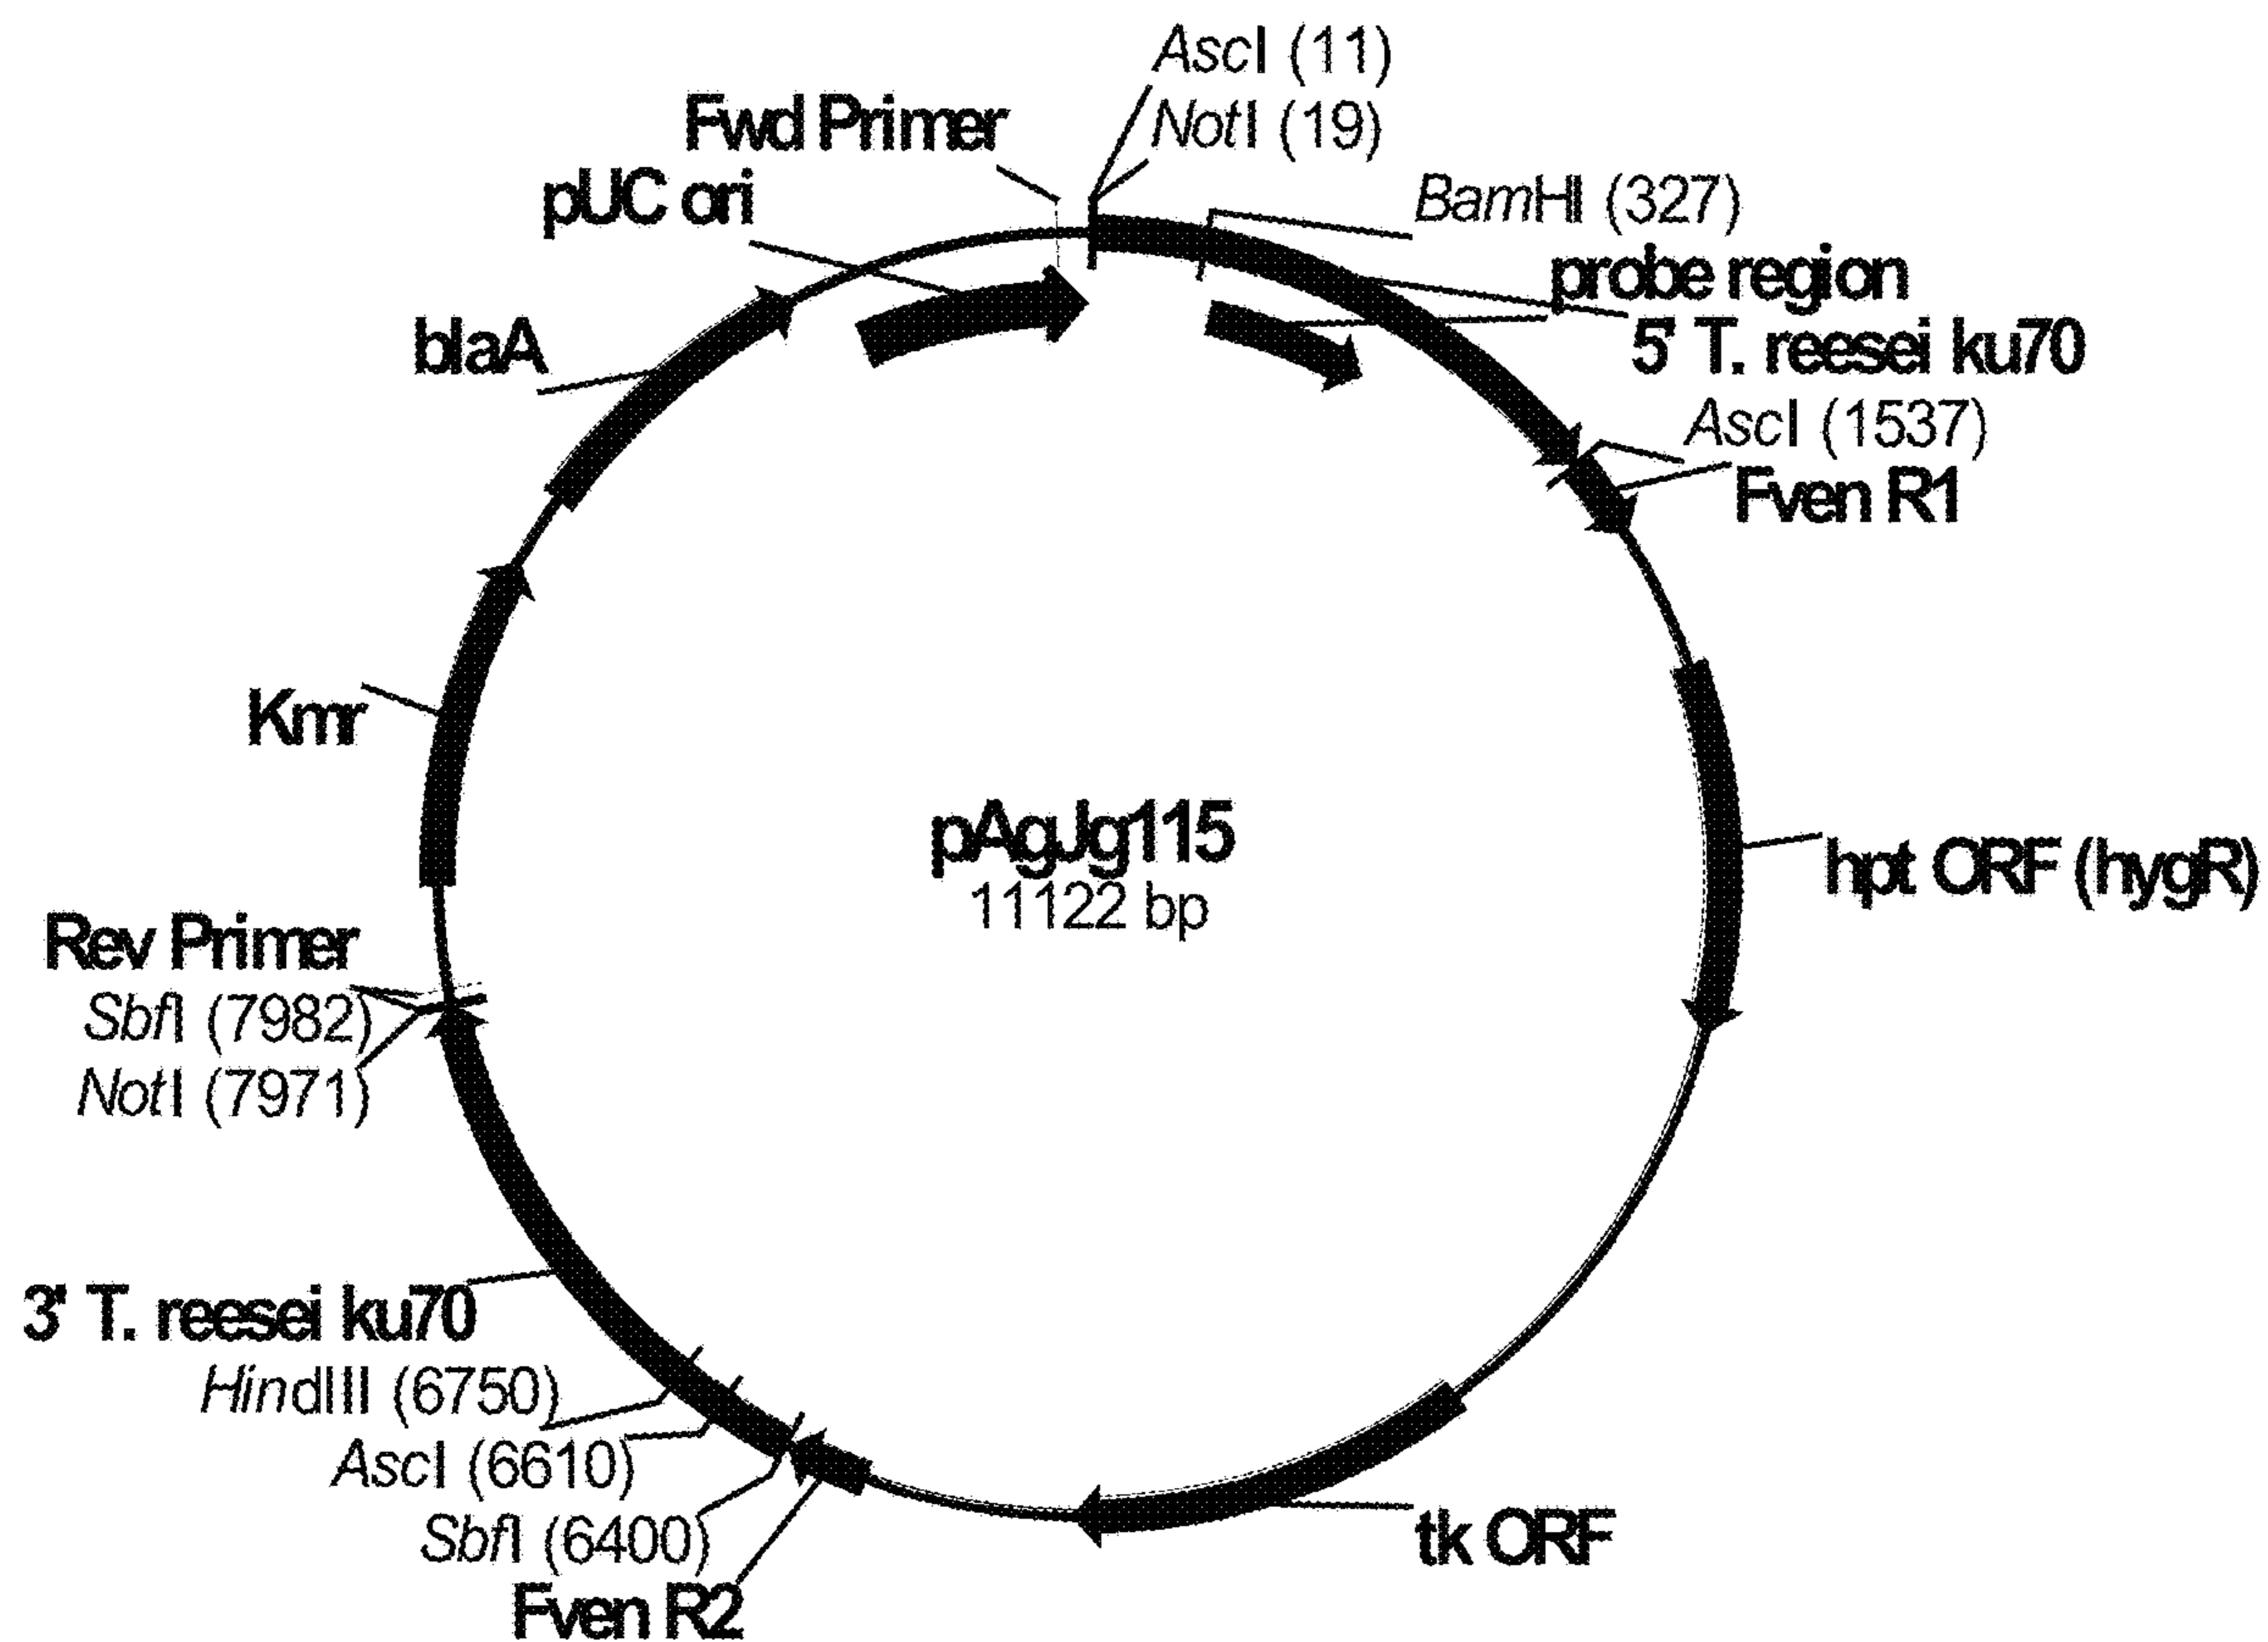 AscI (11)
Fwd Primer
NotI (19)
pUC ori
BamHI (327)
probe region
5' T. reesei ku70
blaA
AscI (1537)
Fven R1
Kmr
pAgJg115
11122 bp
hpt ORF (hygR)
Rev Primer
SbfI (7982)
NotI (7971)
3' T. reesei ku70
HindIII (6750)
AscI (6610)
SbfI (6400)
tk ORF
Fven R2